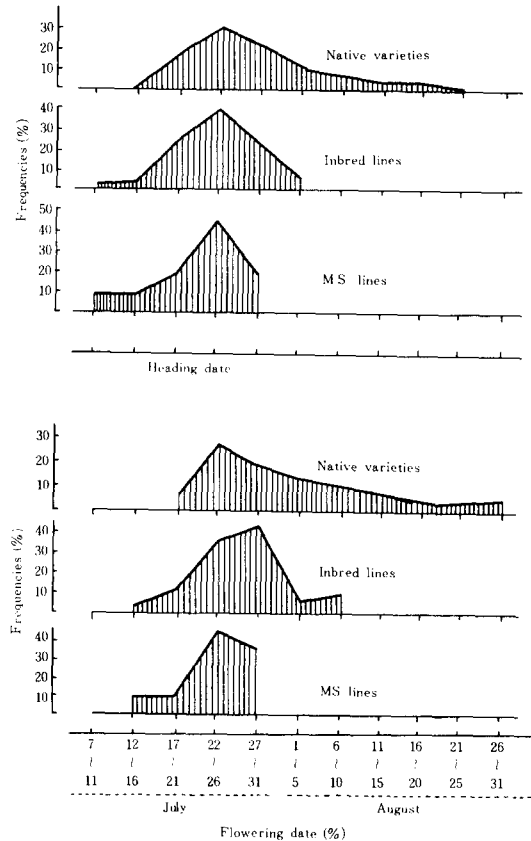 30
20
10
Native varieties
40
30
20
10
Inbred lines
Frequencies (%)
50
40
30
20
10
MS lines
Heading date
30
20
10
Native varieties
40
30
20
10
Inbred lines
Frequencies (%)
40
30
20
10
MS lines
7 12 17 22 27 1 6 11 16 21 26
~ ~ ~ ~ ~ ~ ~ ~ ~ ~ ~
11 16 21 26 31 5 10 15 20 25 31
July August
Flowering date (%)